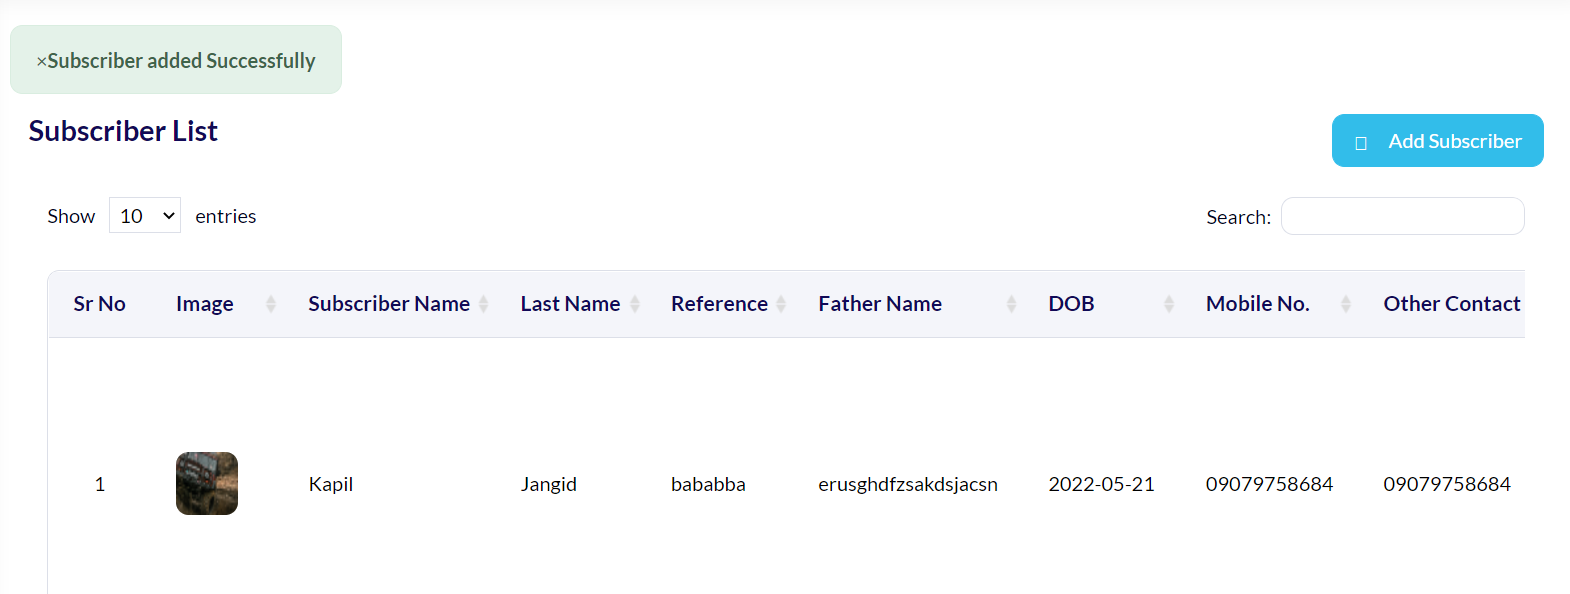 ×Subscriber added Successfully
Subscriber List
Add Subscriber
Show 10 entries
Search:
Sr No Image Subscriber Name Last Name Reference Father Name DOB Mobile No. Other Contact
1 Kapil Jangid bababba erusghdfzsakdsjacsn 2022-05-21 09079758684 09079758684